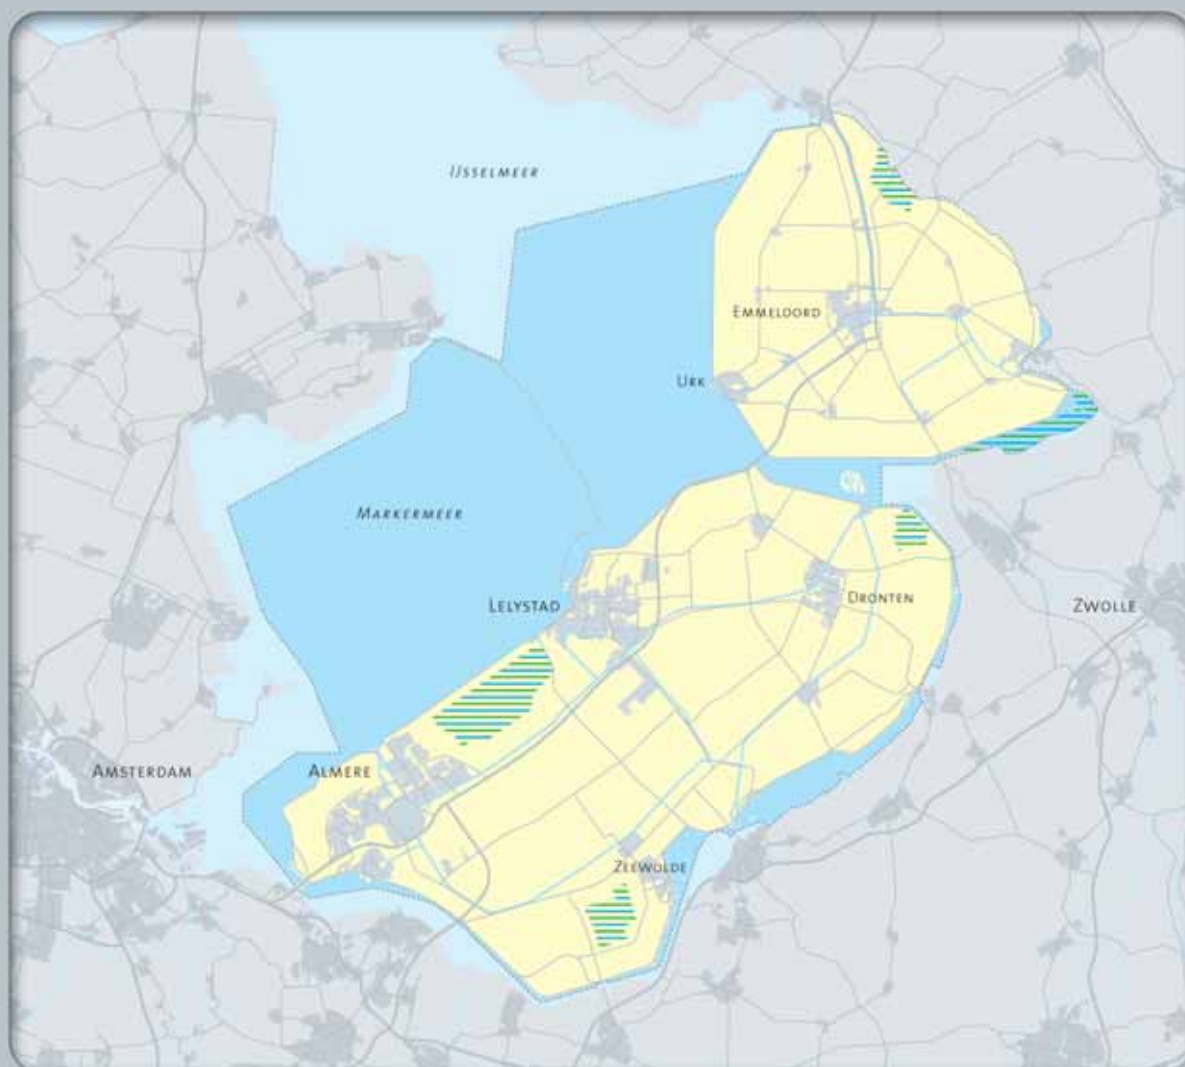 IJSSELMEER
EMMELOORD
URK
MARKERMEER
LELYSTAD
DRONTEN
ZWOLLE
AMSTERDAM
ALMERE
ZEEWOLDE